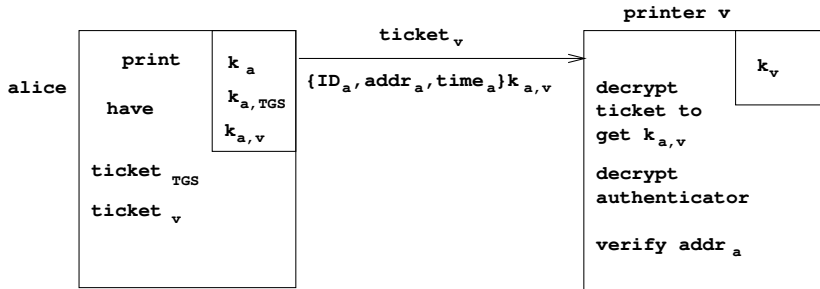 alice
print
have
k a
k a,TGS
k a,v
ticket TGS
ticket v
ticket v
{ID a ,addr a ,time a }k a,v
printer v
k v
decrypt
ticket to
get k a,v
decrypt
authenticator
verify addr a